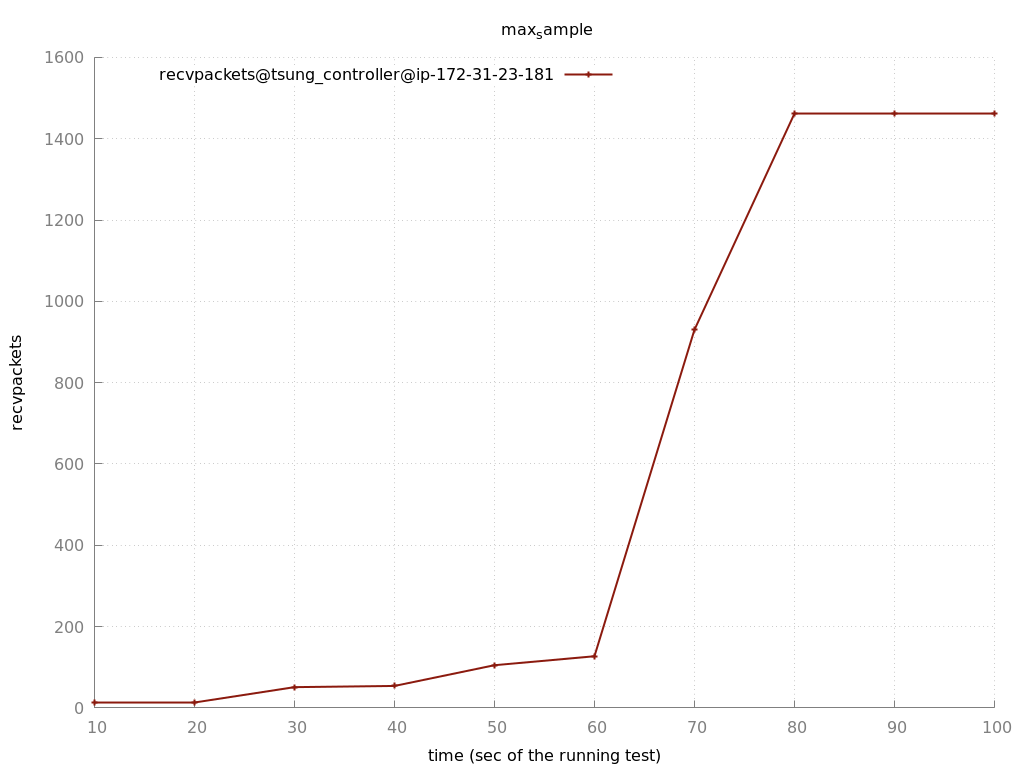 max_sample
recvpackets@tsung_controller@ip-172-31-23-181
1600
1400
1200
1000
800
600
400
200
0
recvpackets
10 20 30 40 50 60 70 80 90 100
time (sec of the running test)